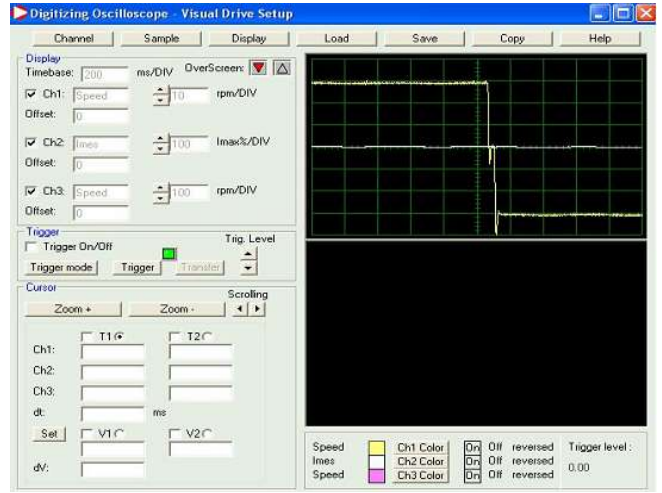 Digitizing Oscilloscope - Visual Drive Setup
Channel Sample Display Load Save Copy Help
Display
Timebase: 200 ms/DIV OverScreen:
Ch1: Speed 10 rpm/DIV
Offset: 0
Ch2: Imes 100 Imax%/DIV
Offset: 0
Ch3: Speed 100 rpm/DIV
Offset: 0
Trigger
Trigger On/Off Trig. Level
Trigger mode Trigger Transfer
Cursor
Scrolling
Zoom + Zoom -
T1 T2
Ch1:
Ch2:
Ch3:
dt: ms
Set V1 V2
dV:
Speed Ch1 Color On Off reversed Trigger level :
Imes Ch2 Color On Off reversed 0.00
Speed Ch3 Color On Off reversed